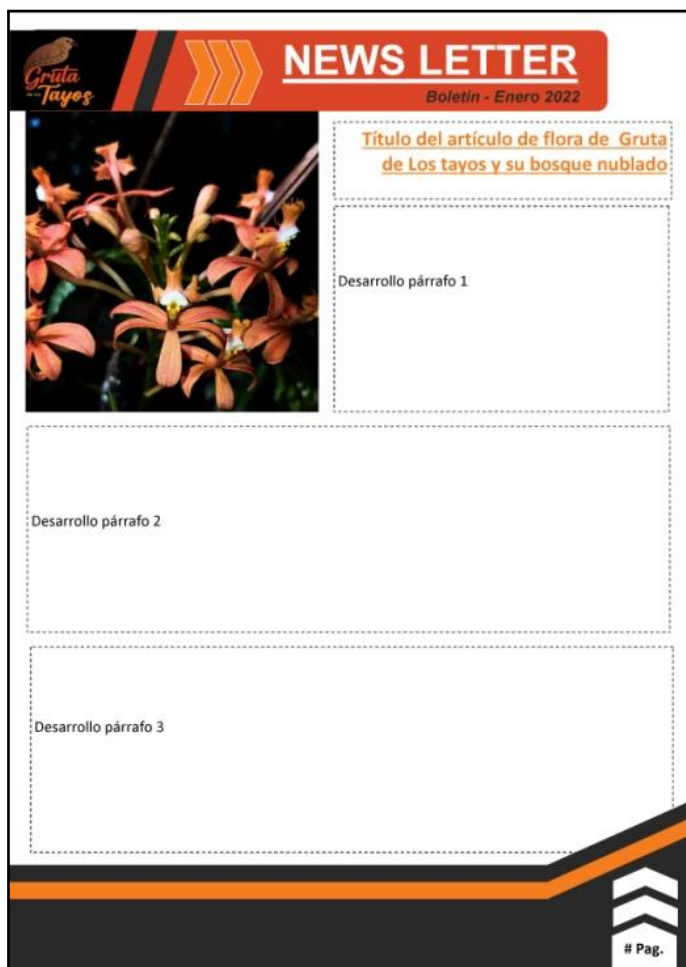 Gruta
de los
Tayos
NEWS LETTER
Boletín - Enero 2022
Título del artículo de flora de Gruta
de Los tayos y su bosque nublado
Desarrollo párrafo 1
Desarrollo párrafo 2
Desarrollo párrafo 3
# Pag.